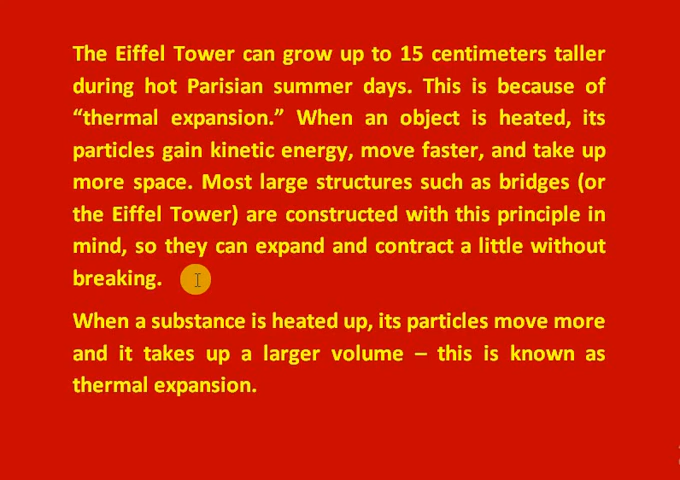 The Eiffel Tower can grow up to 15 centimeters taller
during hot Parisian summer days. This is because of
“thermal expansion.” When an object is heated, its
particles gain kinetic energy, move faster, and take up
more space. Most large structures such as bridges (or
the Eiffel Tower) are constructed with this principle in
mind, so they can expand and contract a little without
breaking.
When a substance is heated up, its particles move more
and it takes up a larger volume – this is known as
thermal expansion.